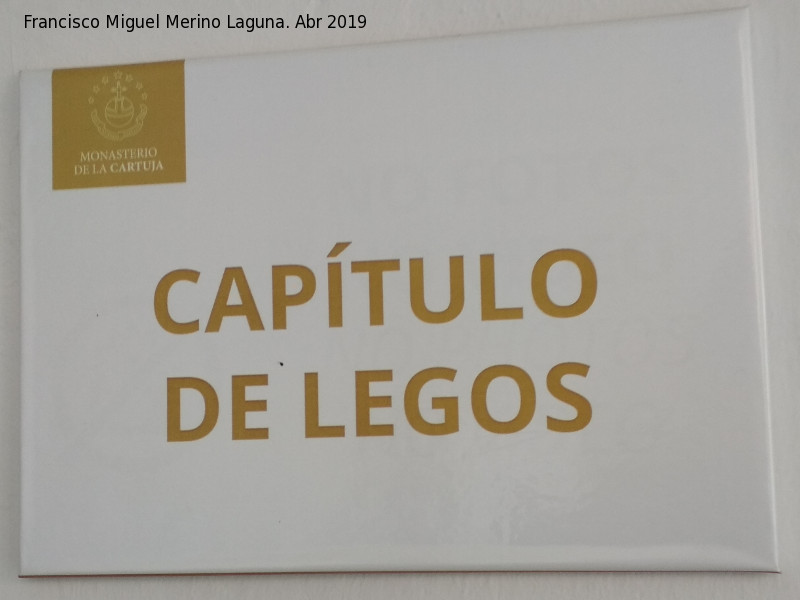 Francisco Miguel Merino Laguna. Abr 2019
MONASTERIO
DE LA CARTUJA
CAPÍTULO
DE LEGOS